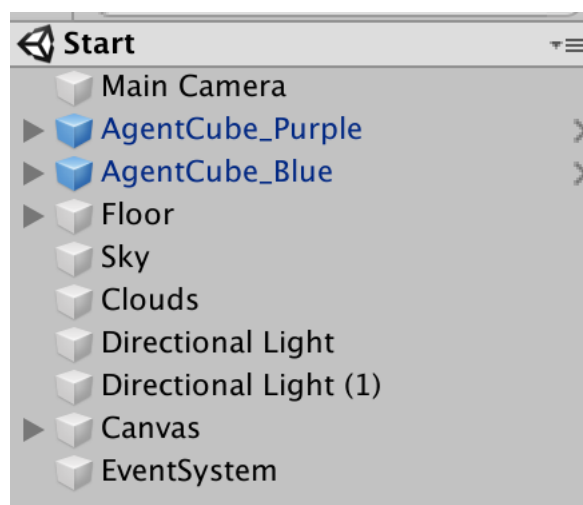 Start
Main Camera
AgentCube_Purple
AgentCube_Blue
Floor
Sky
Clouds
Directional Light
Directional Light (1)
Canvas
EventSystem